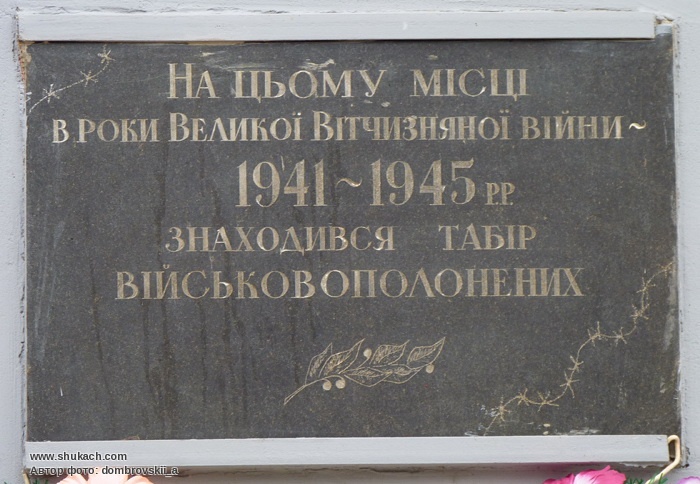 На цьому місці
в роки Великої Вітчизняної війни ~
1941 ~ 1945 р.р.
знаходився табір
військовополонених
www.shukach.com
Автор фото: dombrovskii_a